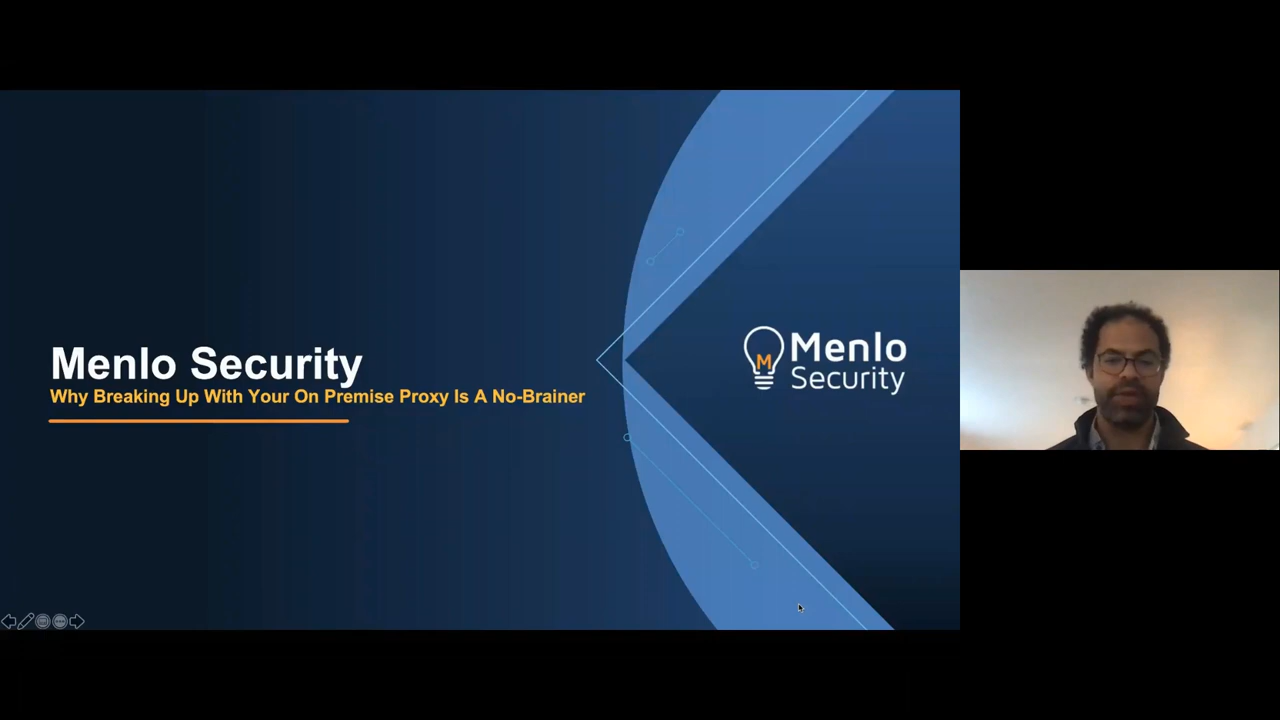 Menlo Security
Why Breaking Up With Your On Premise Proxy Is A No-Brainer
M
Menlo
Security